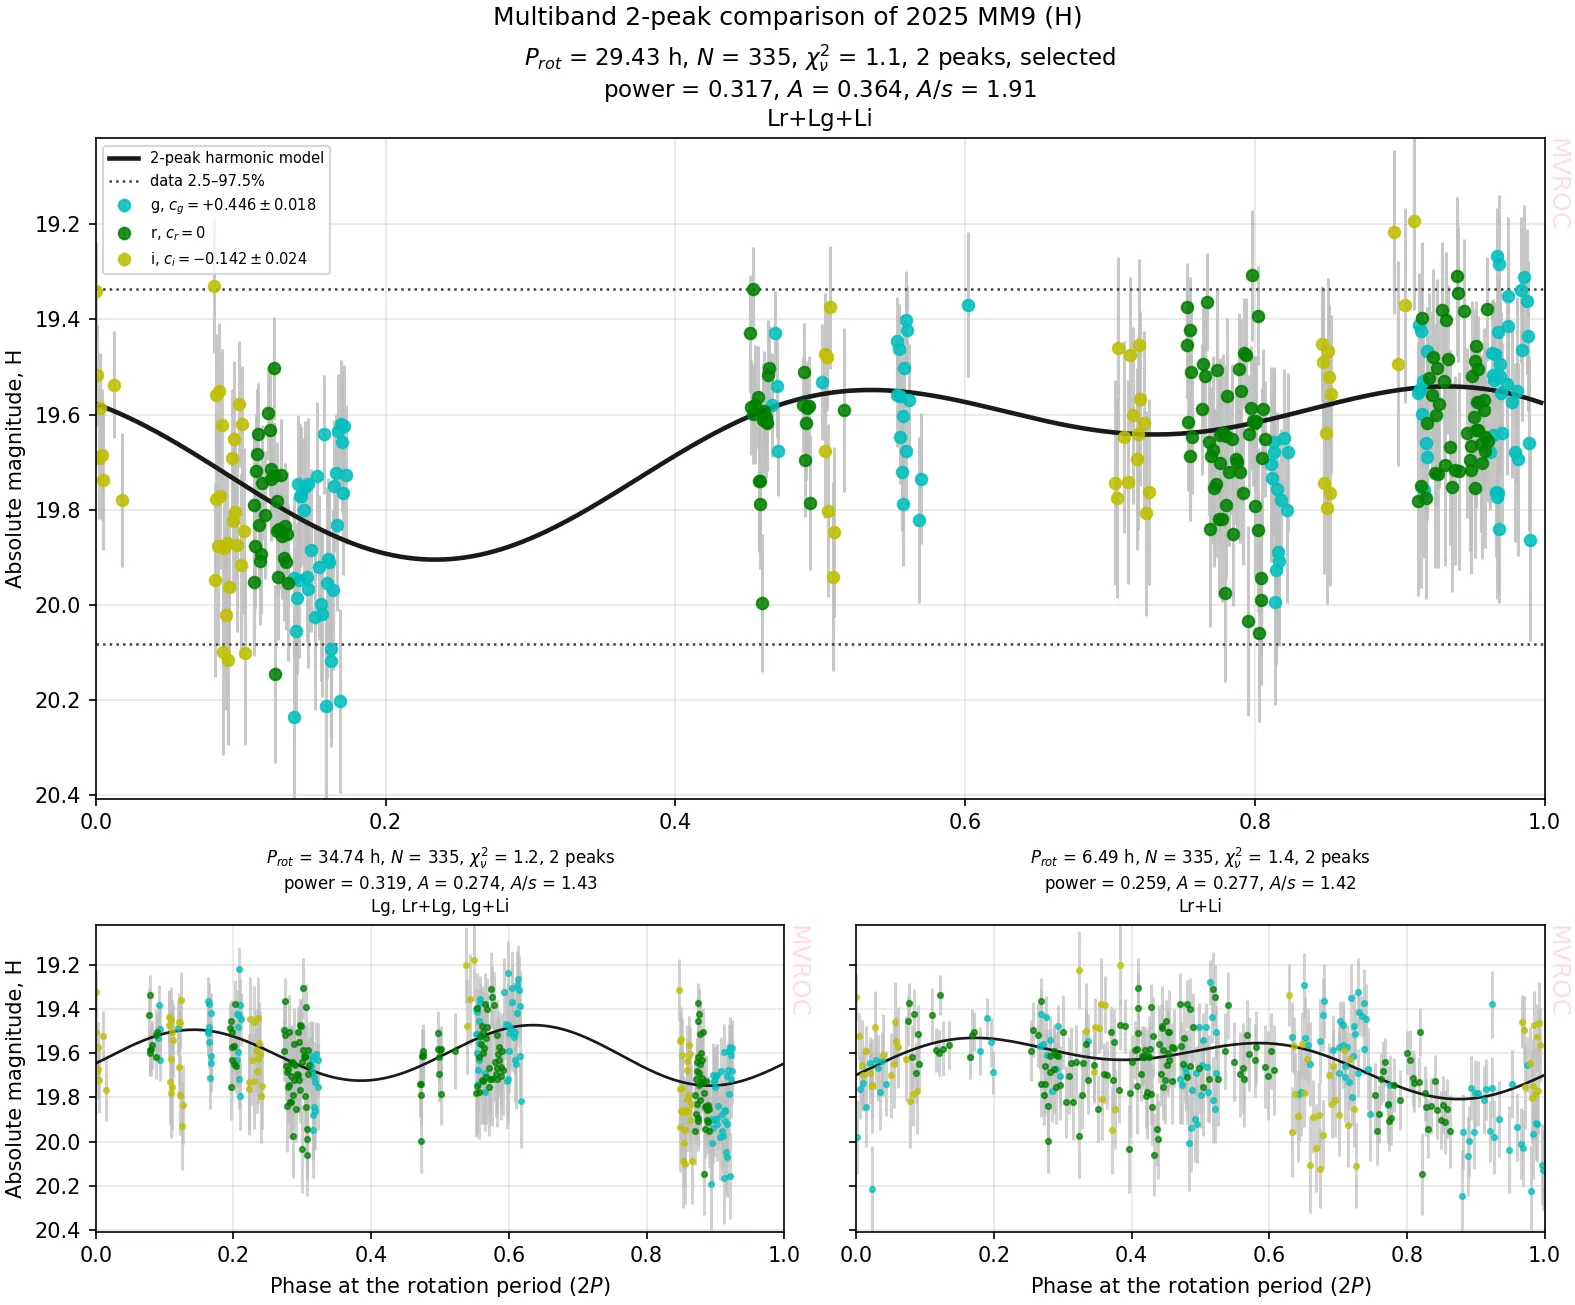 Multiband 2-peak comparison of 2025 MM9 (H)
P_rot = 29.43 h, N = 335, χ²_ν = 1.1, 2 peaks, selected
power = 0.317, A = 0.364, A/s = 1.91
Lr+Lg+Li
2-peak harmonic model
data 2.5–97.5%
g, c_g = +0.446 ± 0.018
r, c_r = 0
i, c_i = −0.142 ± 0.024
MVROC
Absolute magnitude, H
19.2
19.4
19.6
19.8
20.0
20.2
20.4
0.0 0.2 0.4 0.6 0.8 1.0
P_rot = 34.74 h, N = 335, χ²_ν = 1.2, 2 peaks
power = 0.319, A = 0.274, A/s = 1.43
Lg, Lr+Lg, Lg+Li
MVROC
Absolute magnitude, H
19.2
19.4
19.6
19.8
20.0
20.2
20.4
0.0 0.2 0.4 0.6 0.8 1.0
Phase at the rotation period (2P)
P_rot = 6.49 h, N = 335, χ²_ν = 1.4, 2 peaks
power = 0.259, A = 0.277, A/s = 1.42
Lr+Li
MVROC
0.0 0.2 0.4 0.6 0.8 1.0
Phase at the rotation period (2P)